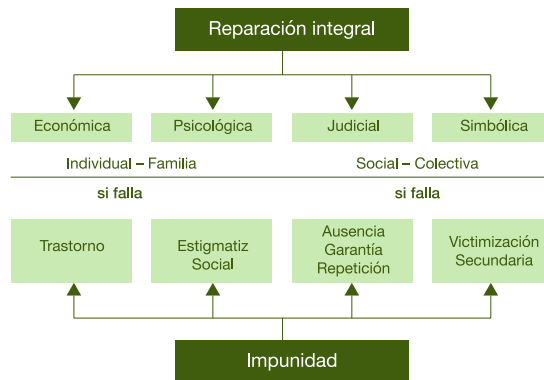 Reparación integral
Económica
Psicológica
Judicial
Simbólica
Individual – Familia
Social – Colectiva
si falla
si falla
Trastorno
Estigmatiz
Social
Ausencia
Garantía
Repetición
Victimización
Secundaria
Impunidad